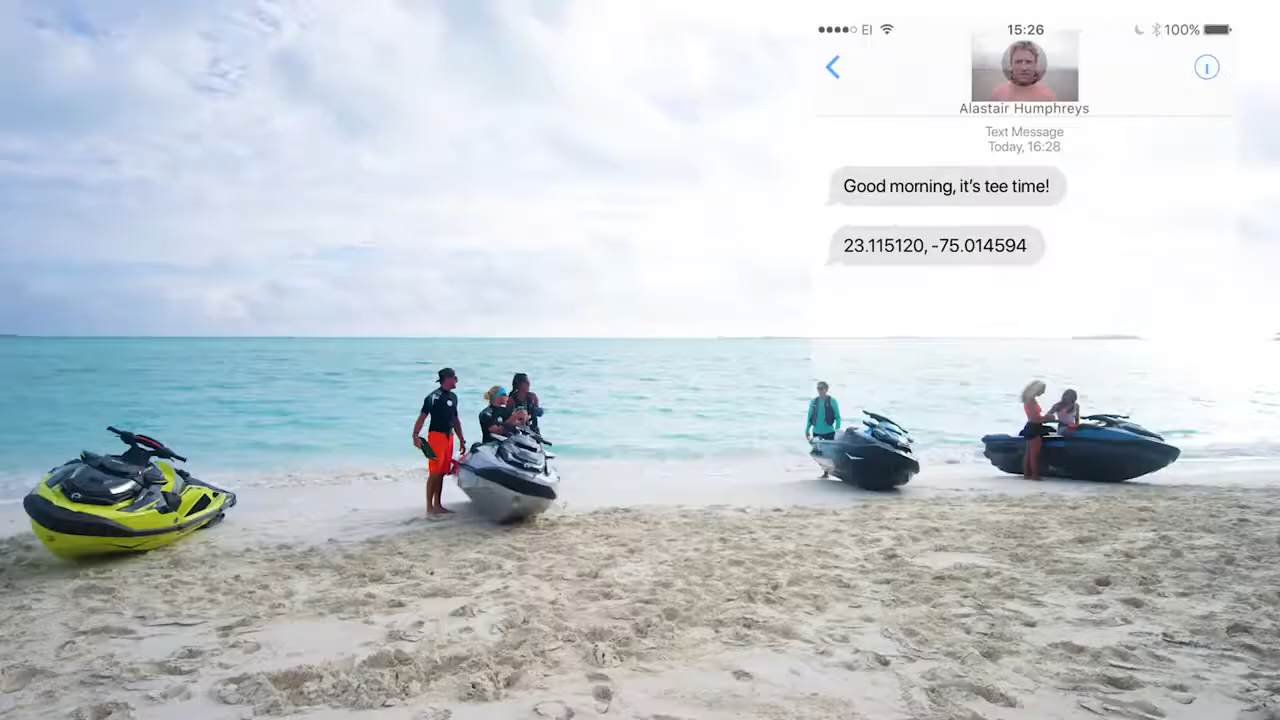 EI 15:26 100%
Alastair Humphreys
Text Message
Today, 16:28
Good morning, it's tee time!
23.115120, -75.014594